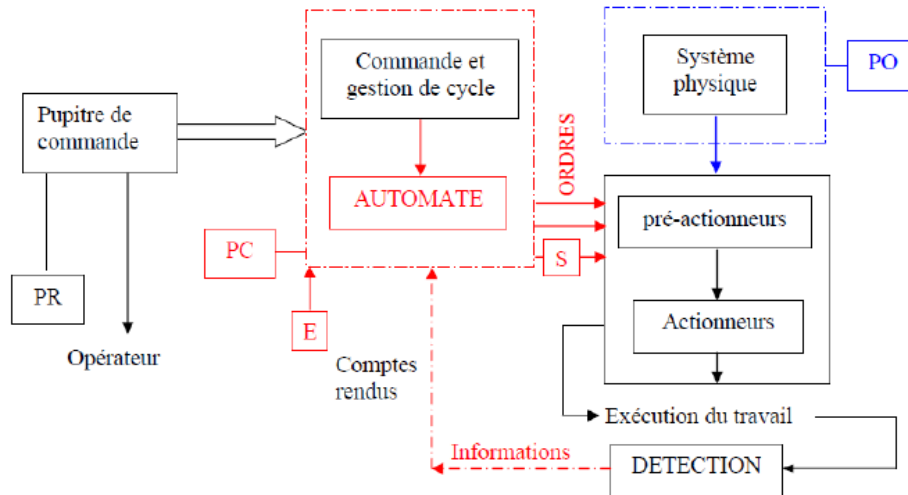 Commande et
gestion de cycle
Système
physique
PO
Pupitre de
commande
ORDRES
AUTOMATE
pré-actionneurs
PC
S
PR
E
Actionneurs
Opérateur
Comptes
rendus
Exécution du travail
Informations
DETECTION